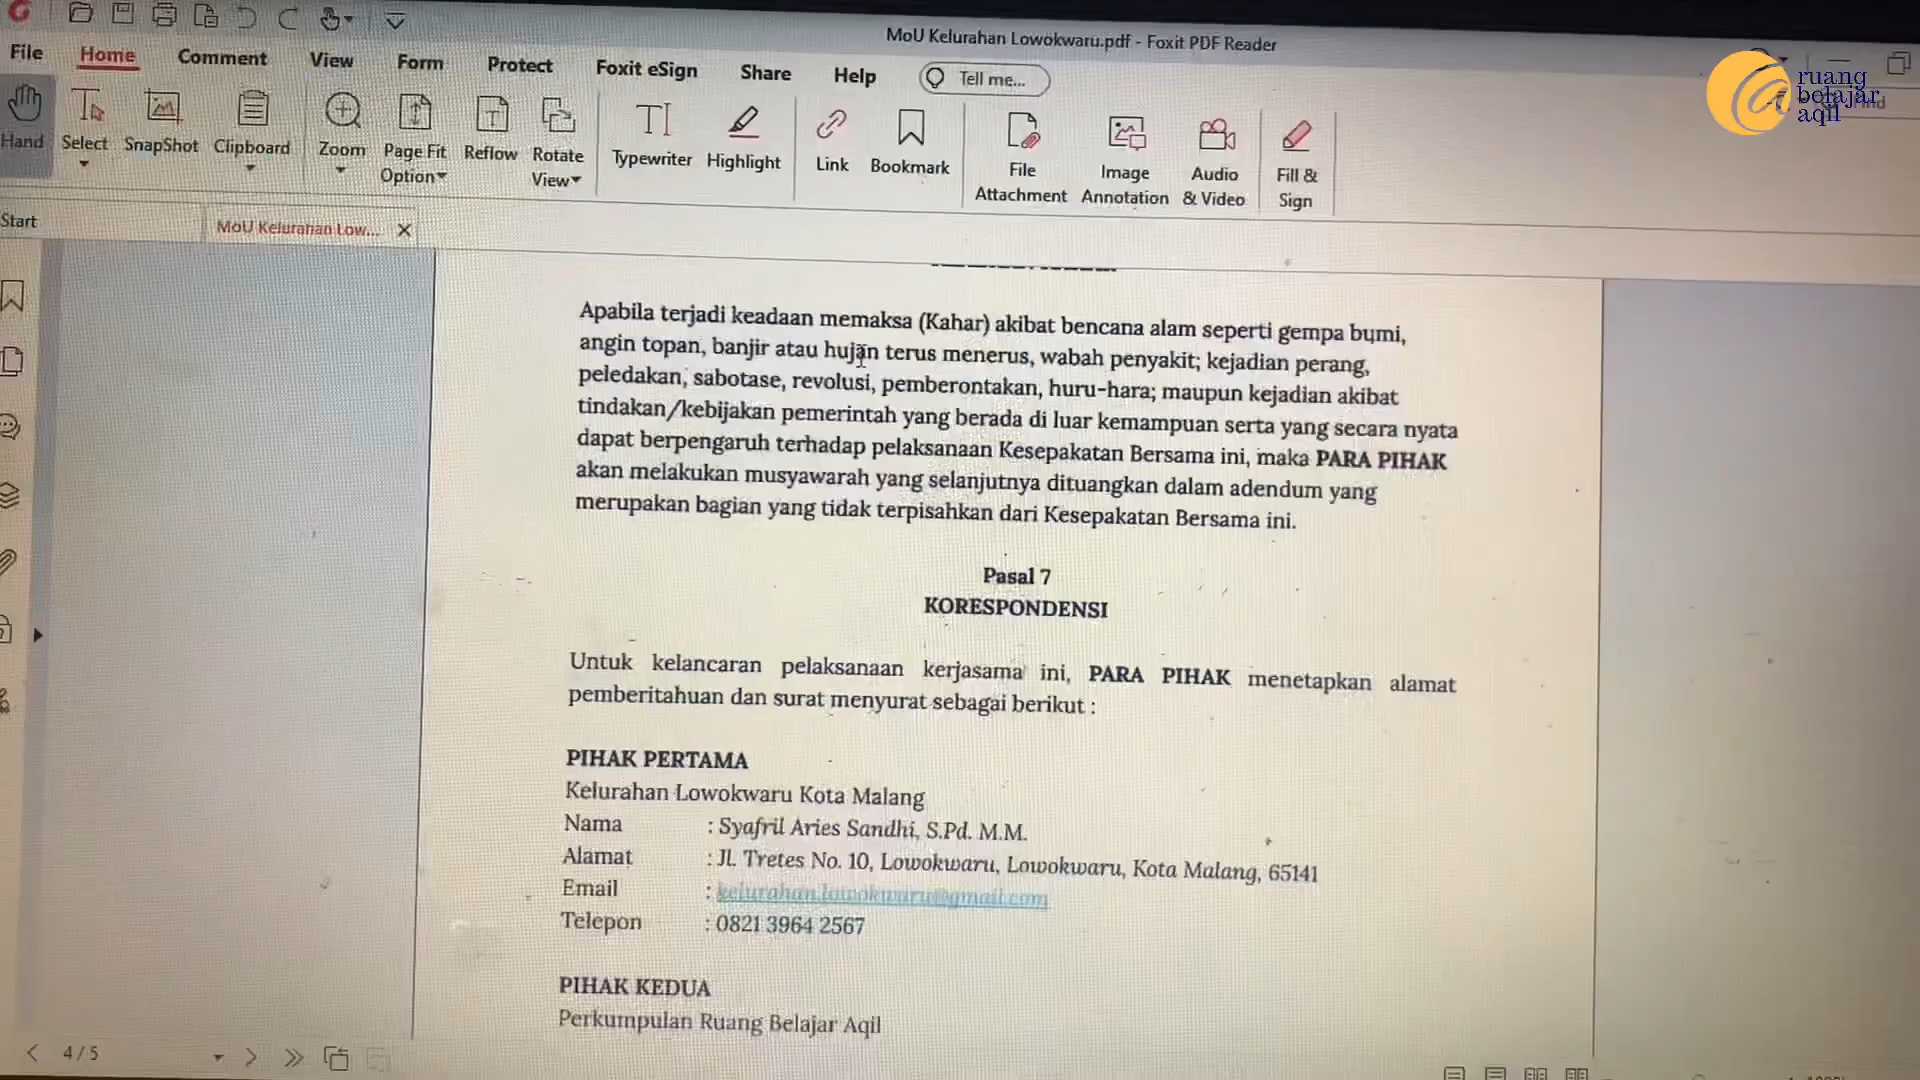 MoU Kelurahan Lowokwaru.pdf - Foxit PDF Reader
File Home Comment View Form Protect Foxit eSign Share Help Tell me...
ruang
belajar
aqil
Hand Select SnapShot Clipboard Zoom Page Fit Option Reflow Rotate View Typewriter Highlight Link Bookmark File Attachment Image Annotation Audio & Video Fill & Sign
Start MoU Kelurahan Low...
Apabila terjadi keadaan memaksa (Kahar) akibat bencana alam seperti gempa bumi,
angin topan, banjir atau hujan terus menerus, wabah penyakit; kejadian perang,
peledakan, sabotase, revolusi, pemberontakan, huru-hara; maupun kejadian akibat
tindakan/kebijakan pemerintah yang berada di luar kemampuan serta yang secara nyata
dapat berpengaruh terhadap pelaksanaan Kesepakatan Bersama ini, maka PARA PIHAK
akan melakukan musyawarah yang selanjutnya dituangkan dalam adendum yang
merupakan bagian yang tidak terpisahkan dari Kesepakatan Bersama ini.
Pasal 7
KORESPONDENSI
Untuk kelancaran pelaksanaan kerjasama ini, PARA PIHAK menetapkan alamat
pemberitahuan dan surat menyurat sebagai berikut :
PIHAK PERTAMA
Kelurahan Lowokwaru Kota Malang
Nama : Syafril Aries Sandhi, S.Pd. M.M.
Alamat : Jl. Tretes No. 10, Lowokwaru, Lowokwaru, Kota Malang, 65141
Email : kelurahan.lowokwaru@gmail.com
Telepon : 0821 3964 2567
PIHAK KEDUA
Perkumpulan Ruang Belajar Aqil
4 / 5